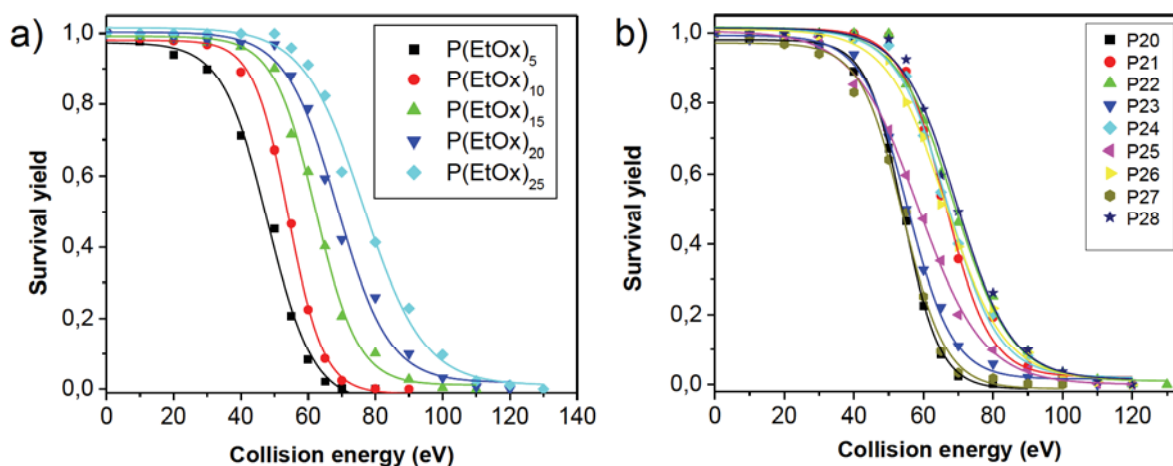 a)
P(EtOx)₅
P(EtOx)₁₀
P(EtOx)₁₅
P(EtOx)₂₀
P(EtOx)₂₅
Survival yield
1,0
0,8
0,6
0,4
0,2
0,0
0 20 40 60 80 100 120 140
Collision energy (eV)
b)
P20
P21
P22
P23
P24
P25
P26
P27
P28
Survival yield
1,0
0,8
0,6
0,4
0,2
0,0
0 20 40 60 80 100 120
Collision energy (eV)